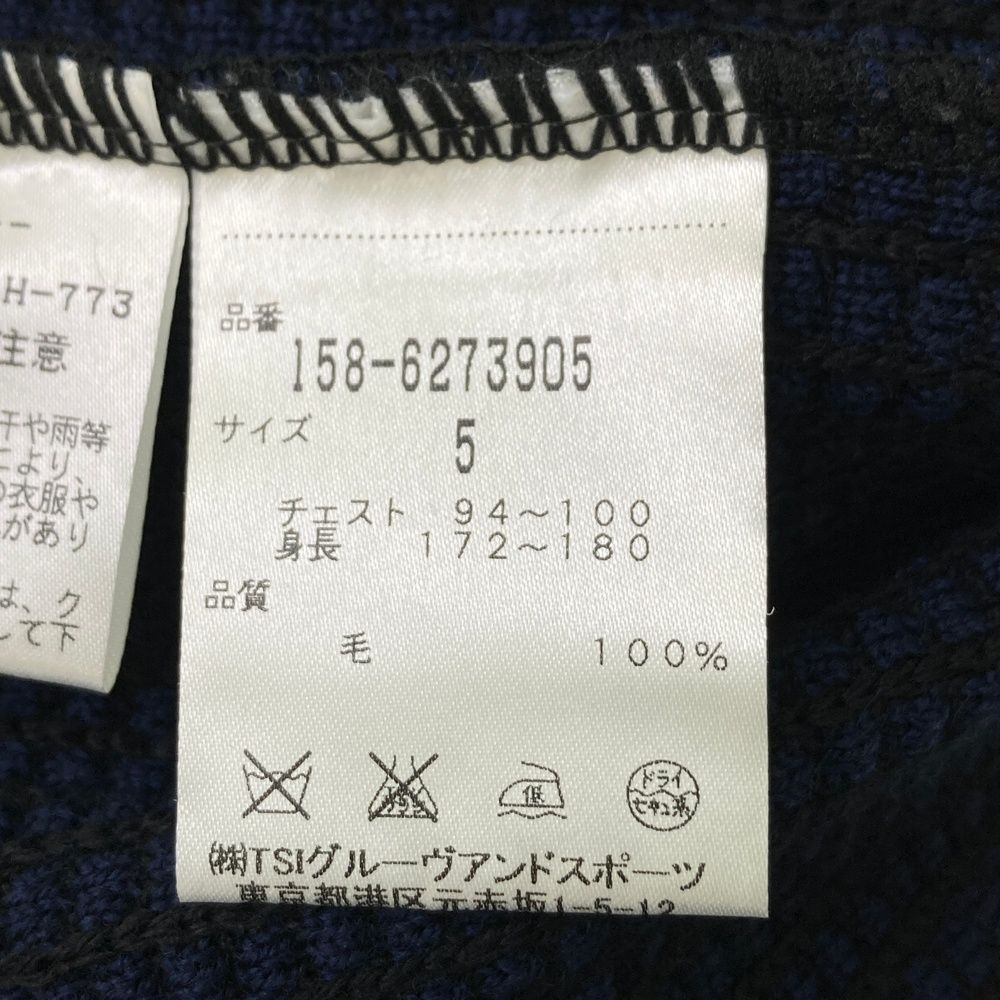 H-773
注意
干や雨等
により、
の衣服や
があり
は、ク
して下
品番
158-6273905
サイズ 5
チェスト 94～100
身長 172～180
品質
毛 100%
低
ドライ
セキユ系
㈱TSIグルーヴアンドスポーツ
東京都港区元赤坂1-5-12